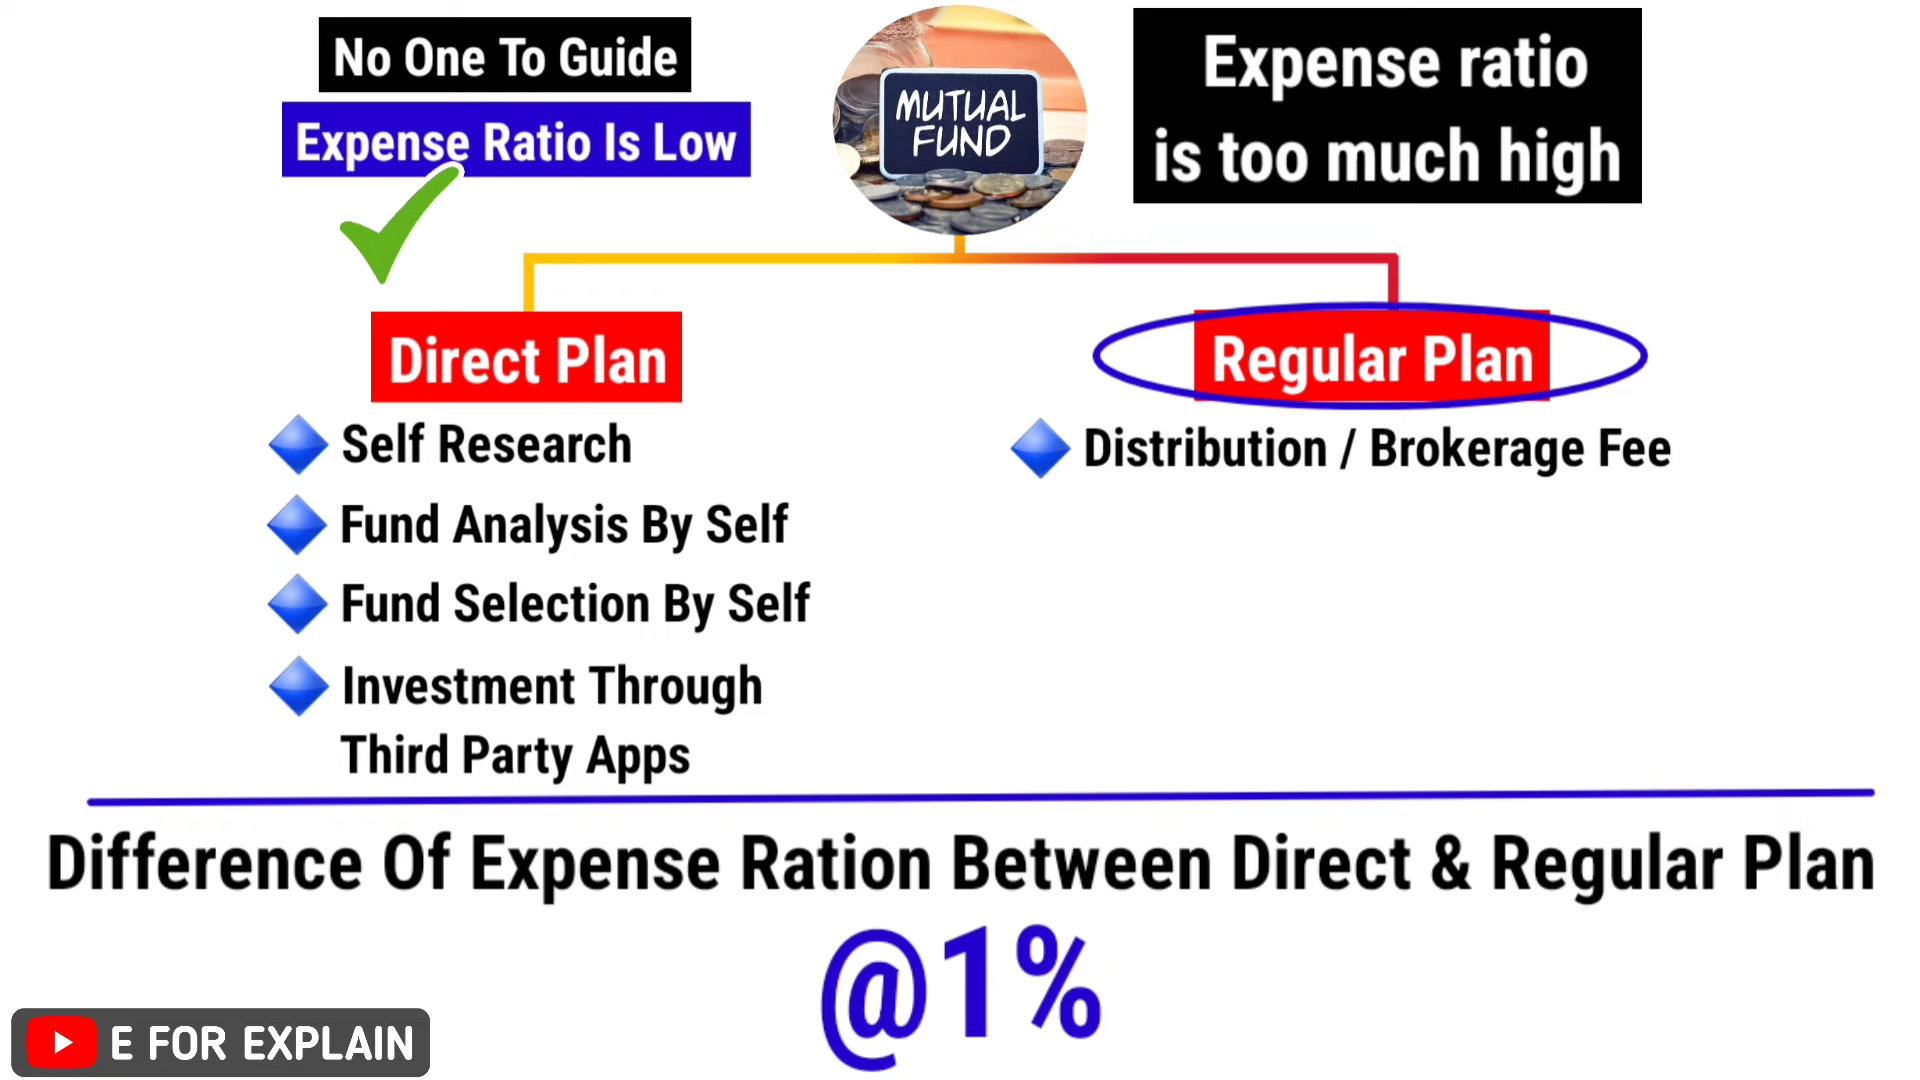 No One To Guide
Expense Ratio Is Low
MUTUAL
FUND
Expense ratio
is too much high
Direct Plan
Self Research
Fund Analysis By Self
Fund Selection By Self
Investment Through
Third Party Apps
Regular Plan
Distribution / Brokerage Fee
Difference Of Expense Ration Between Direct & Regular Plan
@1%
E FOR EXPLAIN